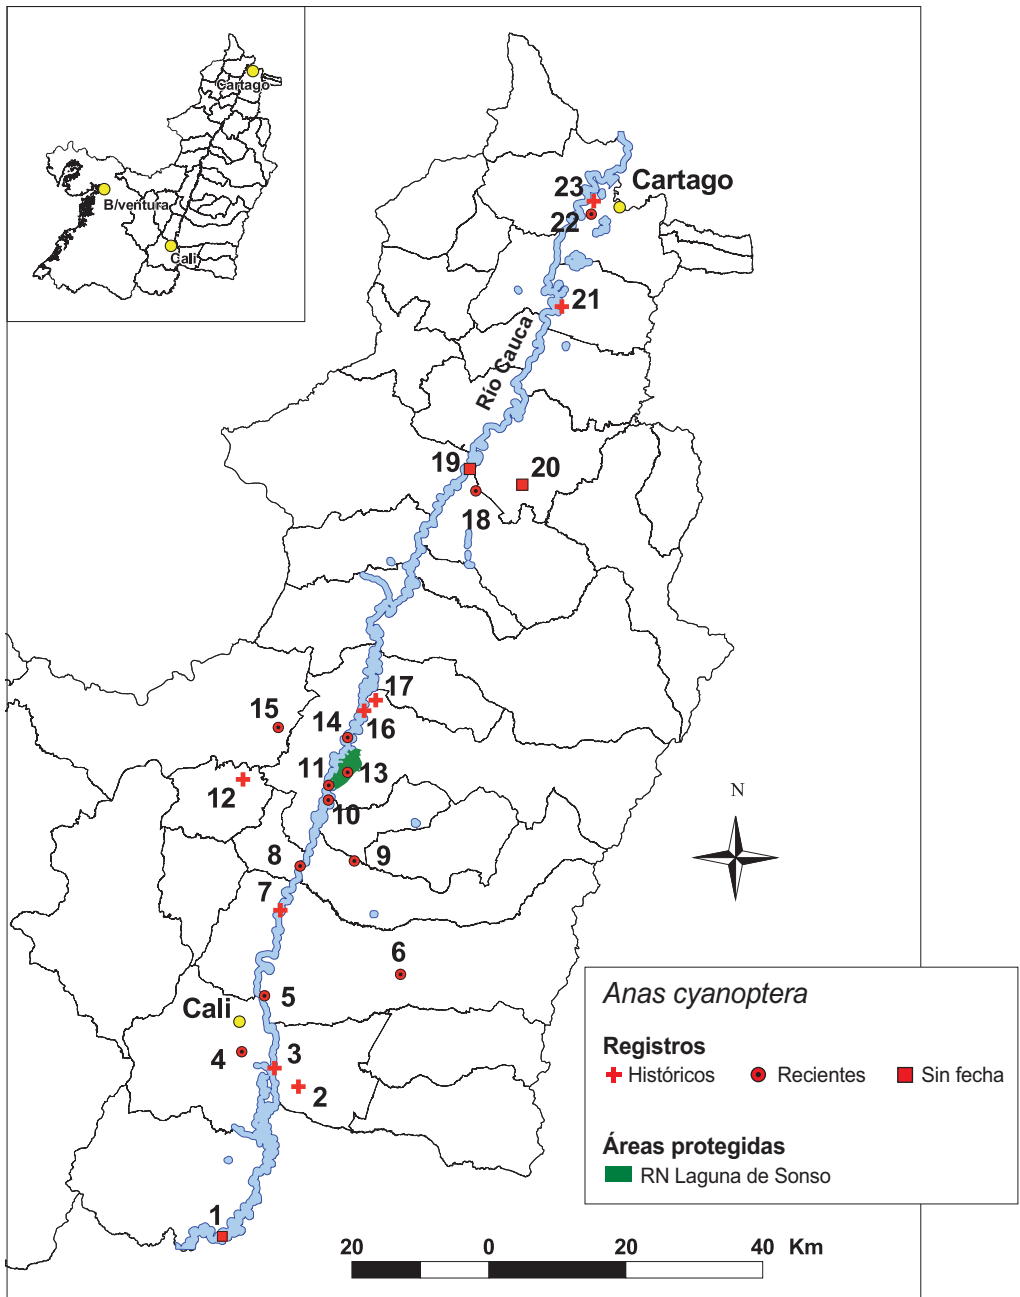 Cartago
B/ventura
Cali
Cartago
23
22
21
Río Cauca
19
20
18
17
15
14
16
11
13
12
10
8
9
7
6
5
Cali
4
3
2
1
N
Anas cyanoptera
Registros
Históricos
Recientes
Sin fecha
Áreas protegidas
RN Laguna de Sonso
20 0 20 40 Km